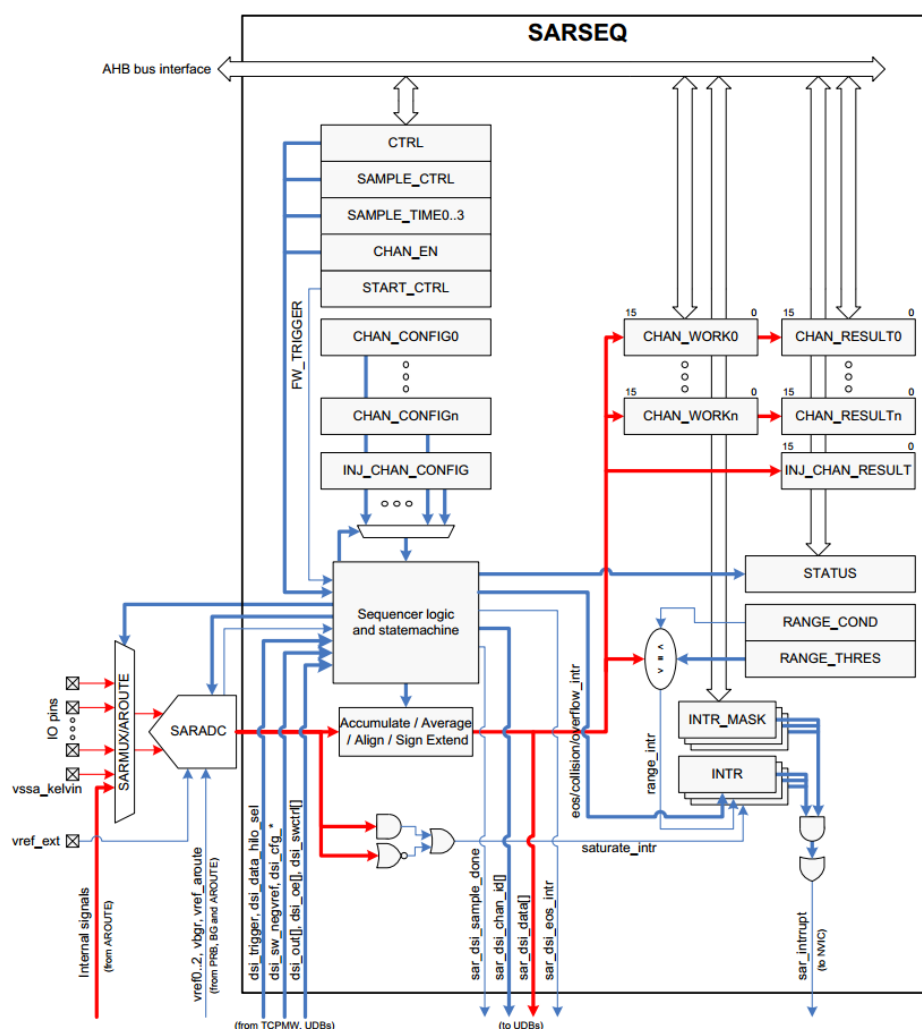 SARSEQ
AHB bus interface
CTRL
SAMPLE_CTRL
SAMPLE_TIME0..3
CHAN_EN
START_CTRL
FW_TRIGGER
CHAN_CONFIG0
CHAN_CONFIGn
INJ_CHAN_CONFIG
15
0
CHAN_WORK0
15
0
CHAN_RESULT0
15
0
CHAN_WORKn
15
0
CHAN_RESULTn
15
0
INJ_CHAN_RESULT
STATUS
Sequencer logic
and statemachine
RANGE_COND
RANGE_THRES
< = >
Accumulate / Average
/ Align / Sign Extend
INTR_MASK
INTR
IO pins
SARMUX/AROUTE
SARADC
vssa_kelvin
vref_ext
eos/collision/overflow_intr
range_intr
saturate_intr
Internal signals
(from AROUTE)
vref0..2, vbgr, vref_aroute
(from PRB, BG and AROUTE)
dsi_trigger, dsi_data_hilo_sel
dsi_sw_negvref, dsi_cfg_*
dsi_out[], dsi_oe[], dsi_swctrl[]
(from TCPMW, UDBs)
sar_dsi_sample_done
sar_dsi_chan_id[]
sar_dsi_data[]
sar_dsi_eos_intr
(to UDBs)
sar_intrrupt
(to NVIC)